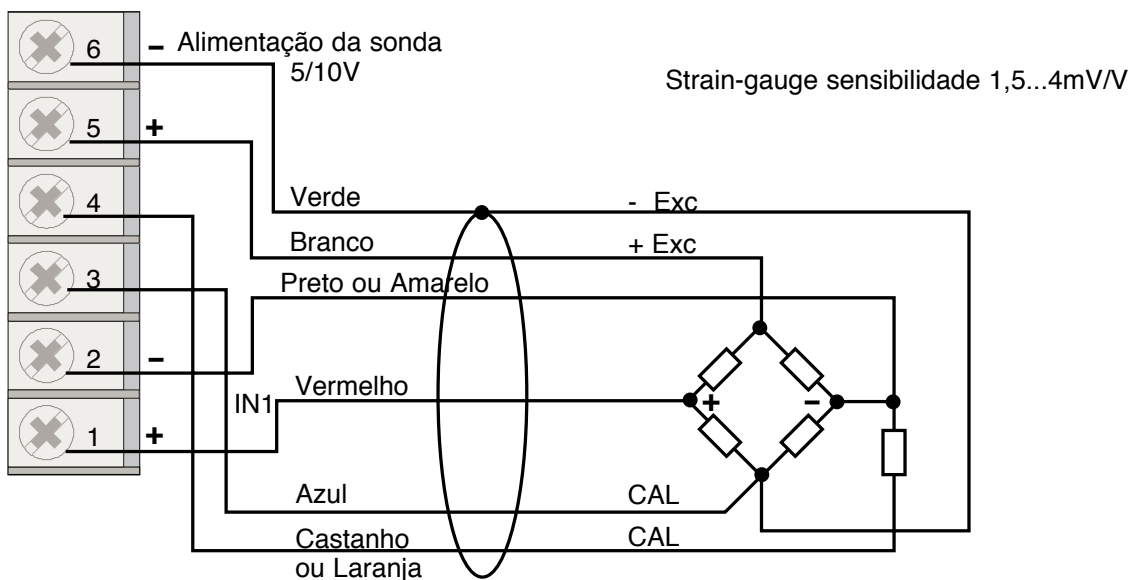 6 − Alimentação da sonda
5/10V
Strain-gauge sensibilidade 1,5...4mV/V
5 +
4 Verde - Exc
Branco + Exc
3 Preto ou Amarelo
2 −
IN1 Vermelho
+ −
1 +
Azul CAL
Castanho CAL
ou Laranja